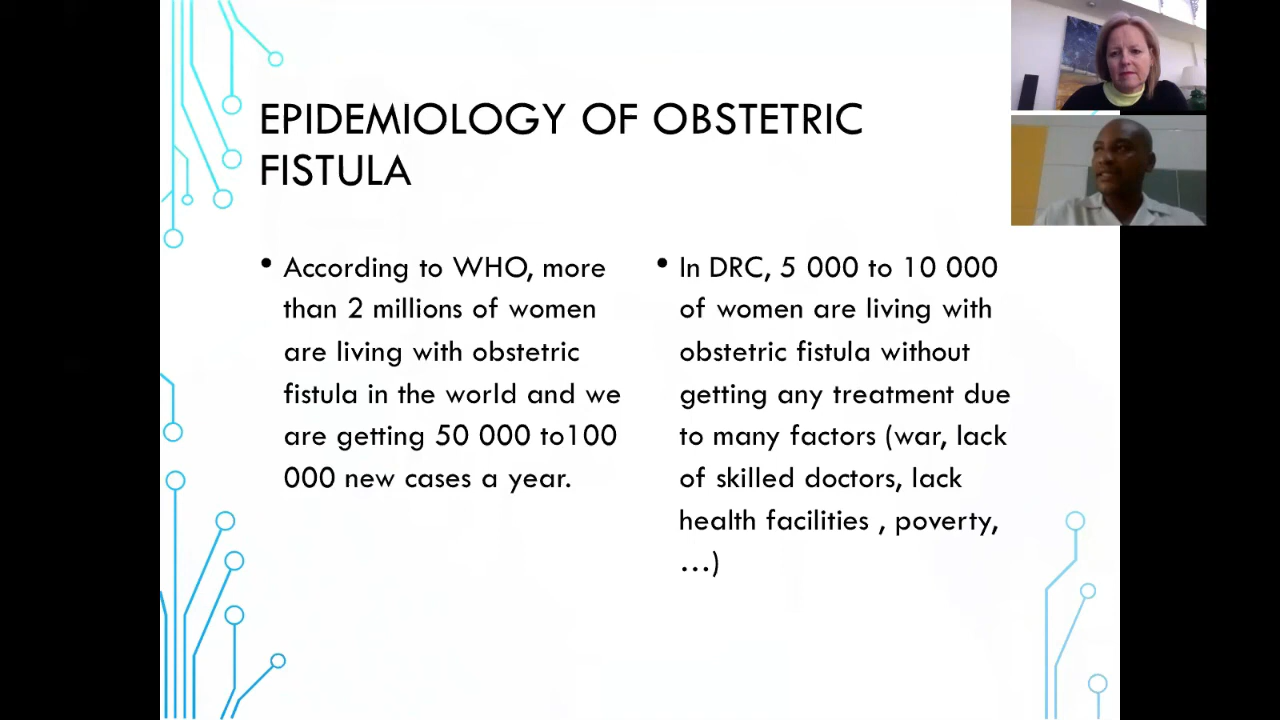 EPIDEMIOLOGY OF OBSTETRIC
FISTULA
• According to WHO, more
than 2 millions of women
are living with obstetric
fistula in the world and we
are getting 50 000 to100
000 new cases a year.
• In DRC, 5 000 to 10 000
of women are living with
obstetric fistula without
getting any treatment due
to many factors (war, lack
of skilled doctors, lack
health facilities , poverty,
…)